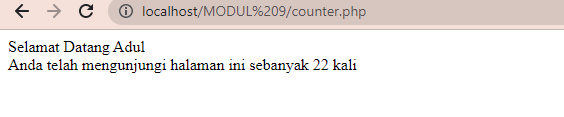 localhost/MODUL%209/counter.php
Selamat Datang Adul
Anda telah mengunjungi halaman ini sebanyak 22 kali